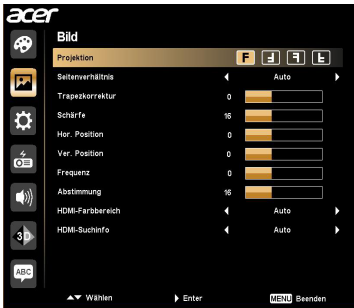 acer
Bild
Projektion F F F F
Seitenverhältnis Auto
Trapezkorrektur 0
Schärfe 16
Hor. Position 0
Ver. Position 0
Frequenz 0
Abstimmung 16
HDMI-Farbbereich Auto
HDMI-Suchinfo Auto
3D
ABC
Wählen Enter MENU Beenden